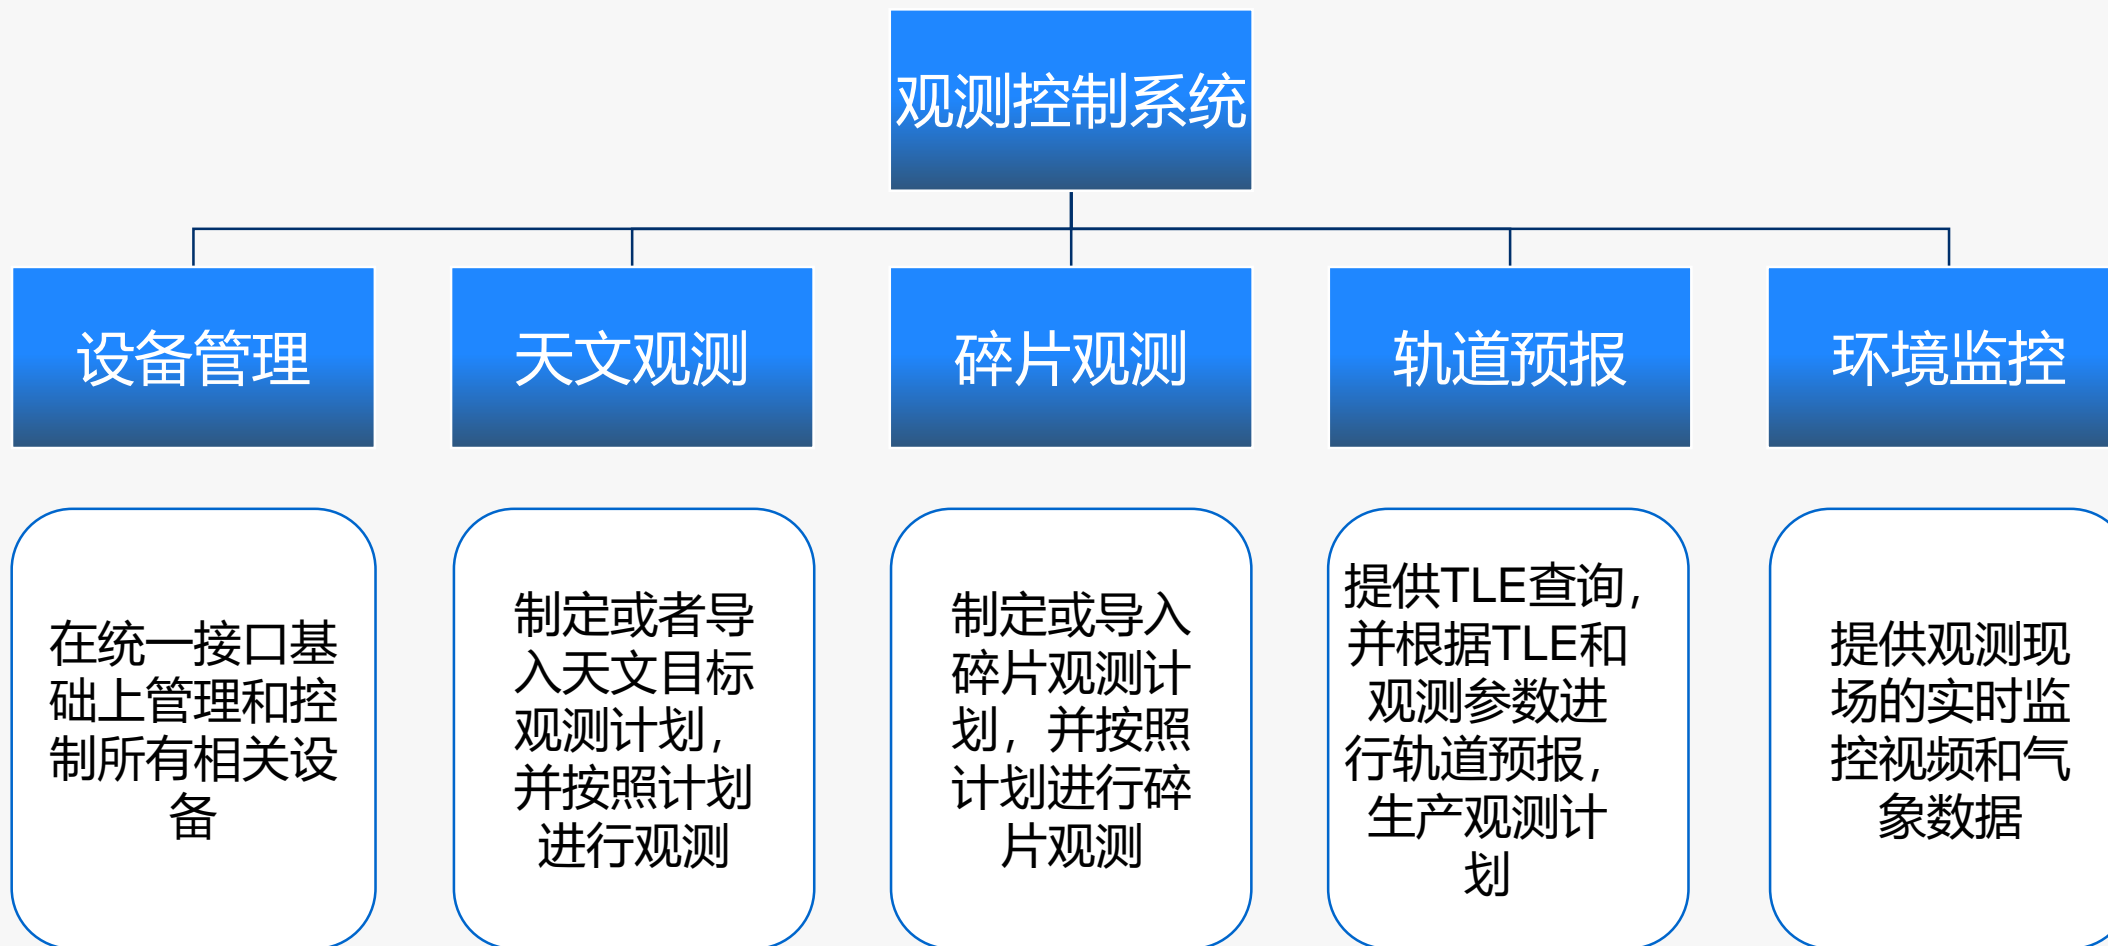 观测控制系统
设备管理
天文观测
碎片观测
轨道预报
环境监控
在统一接口基
础上管理和控
制所有相关设
备
制定或者导
入天文目标
观测计划，
并按照计划
进行观测
制定或导入
碎片观测计
划，并按照
计划进行碎
片观测
提供TLE查询，
并根据TLE和
观测参数进
行轨道预报，
生产观测计
划
提供观测现
场的实时监
控视频和气
象数据